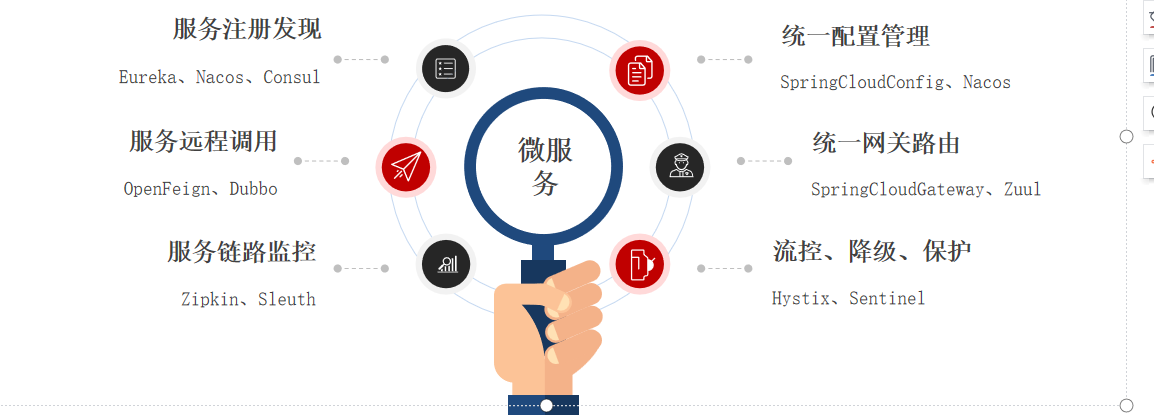 服务注册发现
Eureka、Nacos、Consul
服务远程调用
OpenFeign、Dubbo
服务链路监控
Zipkin、Sleuth
微服
务
统一配置管理
SpringCloudConfig、Nacos
统一网关路由
SpringCloudGateway、Zuul
流控、降级、保护
Hystix、Sentinel